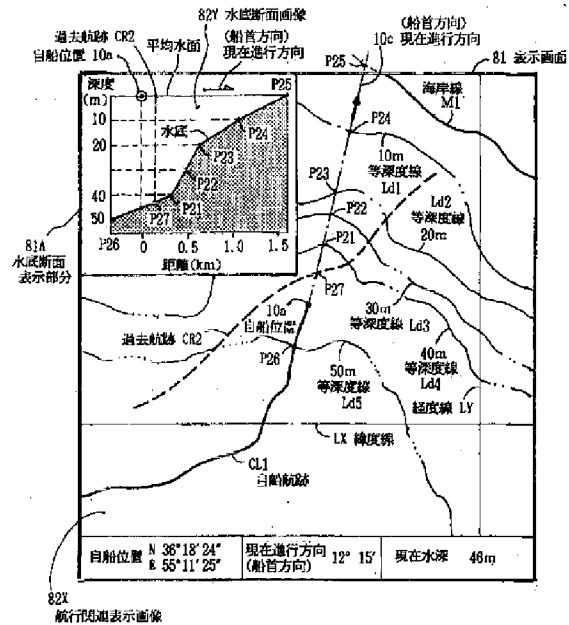 82Y 水底断面画像
過去航跡 CR2
自船位置 10a
平均水面
(船首方向)
現在進行方向
(船首方向)
10c 現在進行方向
81 表示画面
P25
P25
深度
(m)
10
20
40
50
水底
P24
P23
P22
P21
P27
P26
0 0.5 1.0 1.5
距離(km)
81A
水底断面
表示部分
海岸線
M1
P24
10m
等深度線
Ld1
P23
P22
Ld2
等深度線
20m
P21
P27
10a
自船位置
30m
等深度線 Ld3
過去航跡 CR2
P26
40m
等深度線
Ld4
50m
等深度線
Ld5
経度線 LY
LX 緯度線
CL1
自船航跡
自船位置 N 36°18'24"
E 55°11'25"
現在進行方向
(船首方向) 12° 15'
現在水深 46m
82X
航行関連表示画像